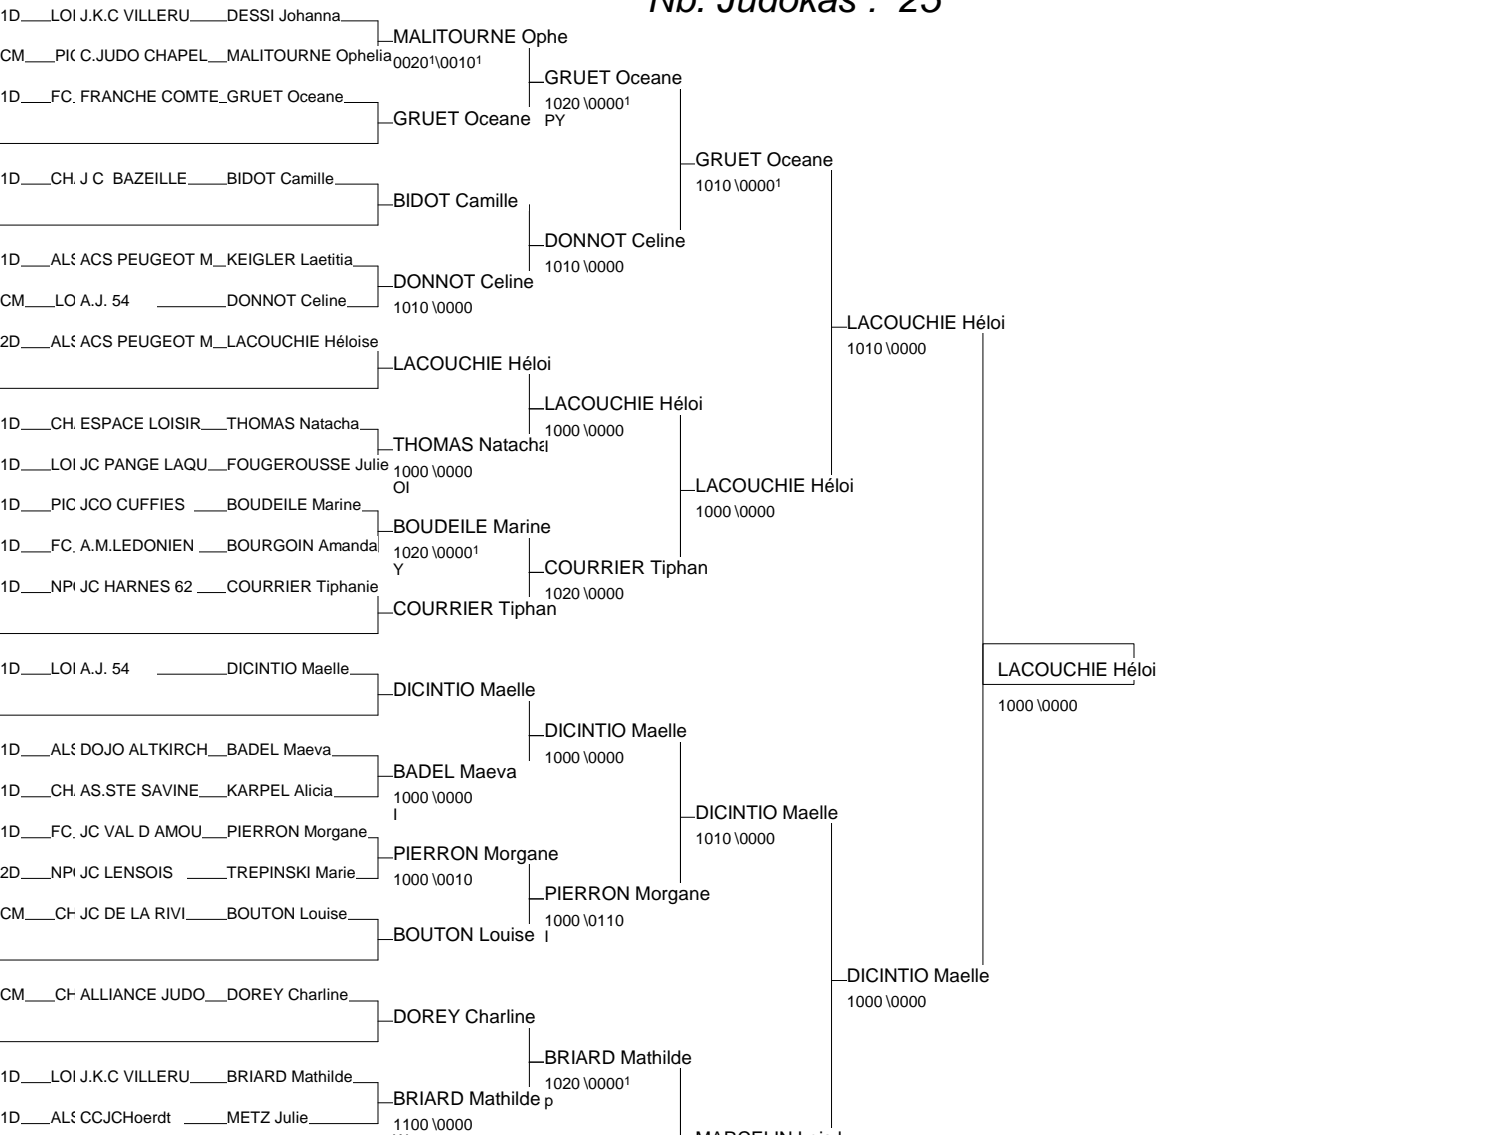 Nb. Judokas : 25
1D LOI J.K.C VILLERU DESSI Johanna
MALITOURNE Ophe
CM PIC C.JUDO CHAPEL MALITOURNE Ophelia
0020¹\0010¹
GRUET Oceane
1D FC. FRANCHE COMTE GRUET Oceane
1020 \0000¹
GRUET Oceane PY
GRUET Oceane
1D CH. J C BAZEILLE BIDOT Camille
1010 \0000¹
BIDOT Camille
DONNOT Celine
1D ALS ACS PEUGEOT M KEIGLER Laetitia
1010 \0000
DONNOT Celine
CM LO A.J. 54 DONNOT Celine
1010 \0000
LACOUCHIE Héloi
2D ALS ACS PEUGEOT M LACOUCHIE Héloise
1010 \0000
LACOUCHIE Héloi
LACOUCHIE Héloi
1D CH. ESPACE LOISIR THOMAS Natacha
1000 \0000
THOMAS Natacha I
1D LOI JC PANGE LAQU FOUGEROUSSE Julie
1000 \0000
OI
LACOUCHIE Héloi
1D PIC JCO CUFFIES BOUDEILE Marine
1000 \0000
BOUDEILE Marine
1D FC. A.M.LEDONIEN BOURGOIN Amanda
1020 \0000¹
Y
COURRIER Tiphan
1D NP( JC HARNES 62 COURRIER Tiphanie
1020 \0000
COURRIER Tiphan
1D LOI A.J. 54 DICINTIO Maelle
LACOUCHIE Héloi
DICINTIO Maelle
1000 \0000
DICINTIO Maelle
1D ALS DOJO ALTKIRCH BADEL Maeva
1000 \0000
BADEL Maeva
1D CH. AS.STE SAVINE KARPEL Alicia
1000 \0000
I
DICINTIO Maelle
1D FC. JC VAL D AMOU PIERRON Morgane
1010 \0000
PIERRON Morgane
2D NP( JC LENSOIS TREPINSKI Marie
1000 \0010
PIERRON Morgane
CM CH JC DE LA RIVI BOUTON Louise
1000 \0110
BOUTON Louise I
DICINTIO Maelle
CM CH ALLIANCE JUDO DOREY Charline
1000 \0000
DOREY Charline
BRIARD Mathilde
1D LOI J.K.C VILLERU BRIARD Mathilde
1020 \0000¹
BRIARD Mathilde p
1D ALS CCJCHoerdt METZ Julie
1100 \0000